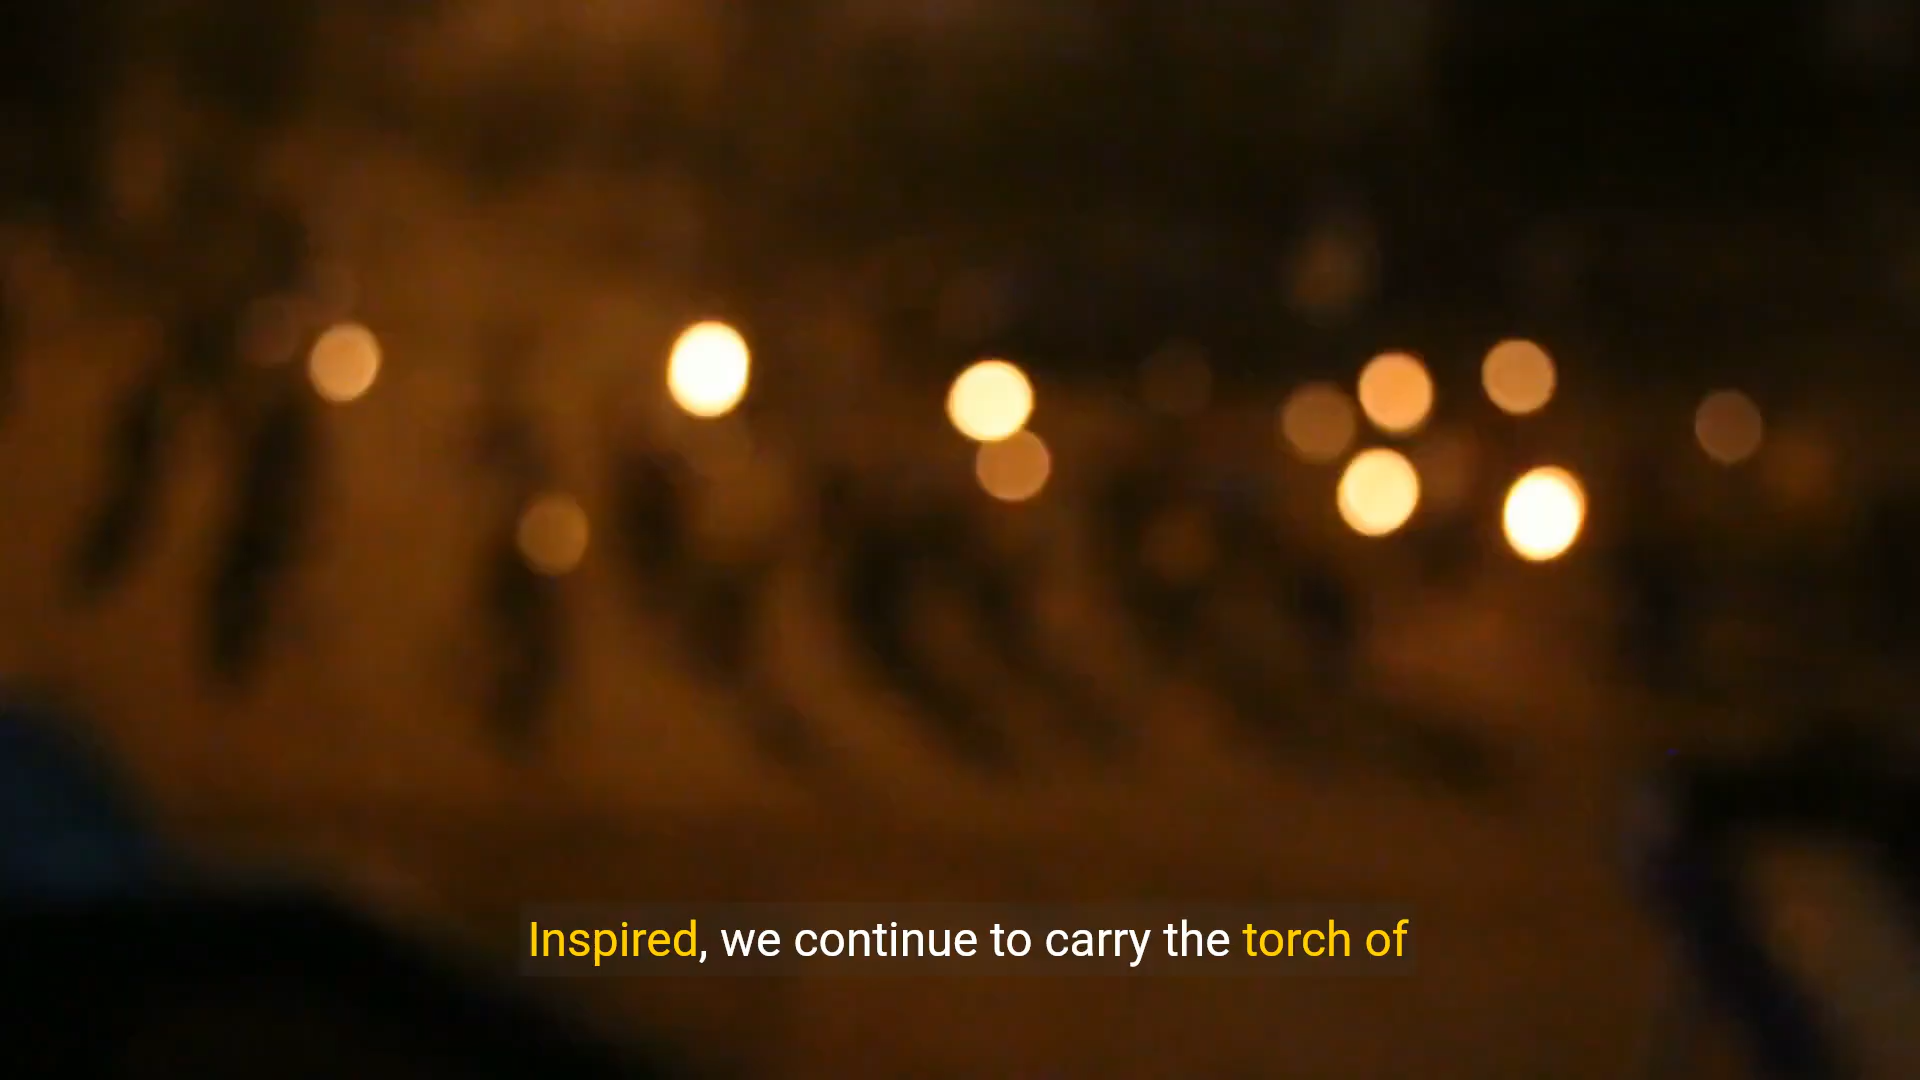 Inspired, we continue to carry the torch of